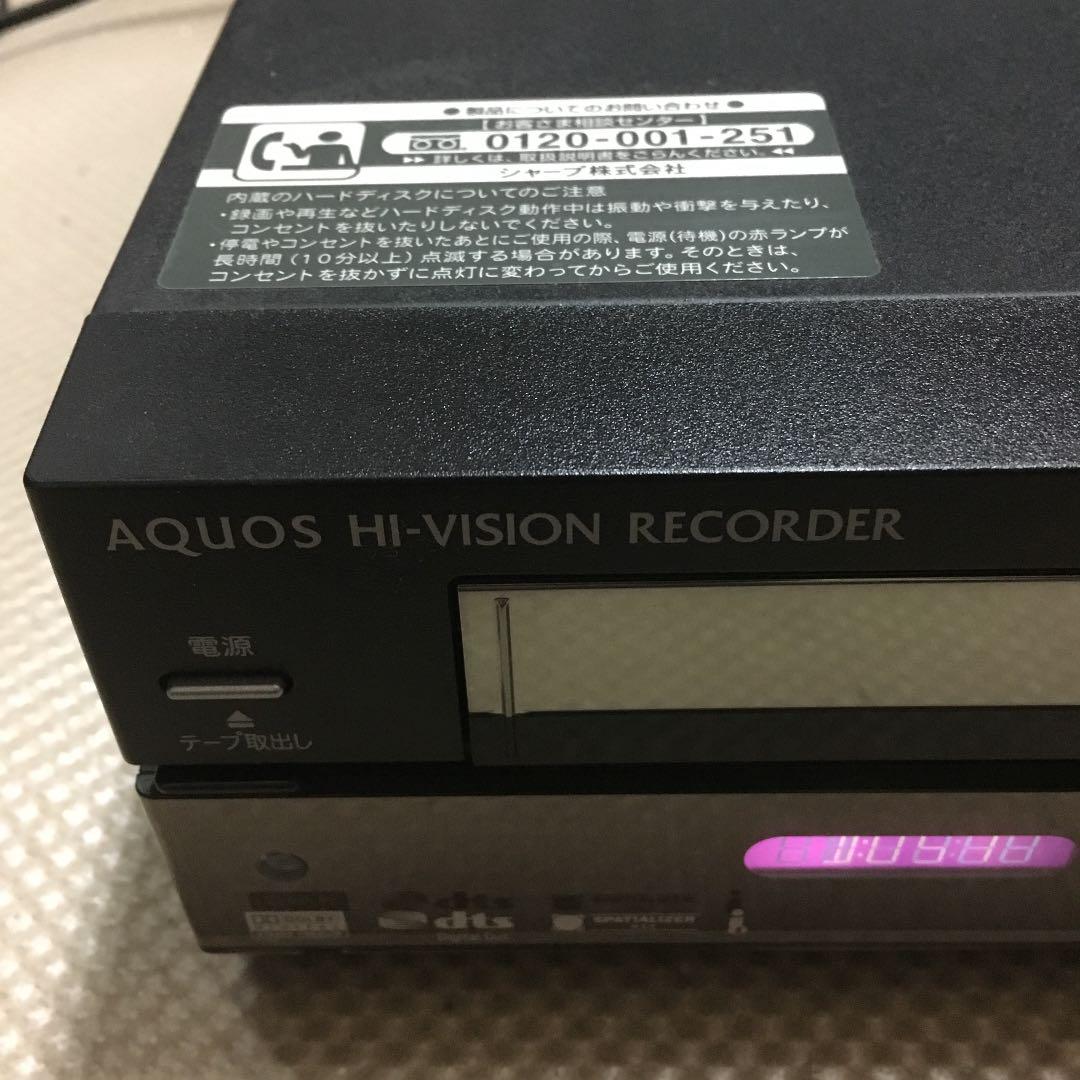 ● 製品についてのお問い合わせ ●
【お客さま相談センター】
0120-001-251
▶▶ 詳しくは、取扱説明書をごらんください。 ◀◀
シャープ株式会社
内蔵のハードディスクについてのご注意
・録画や再生などハードディスク動作中は振動や衝撃を与えたり、
コンセントを抜いたりしないでください。
・停電やコンセントを抜いたあとにご使用の際、電源(待機)の赤ランプが
長時間(10分以上)点滅する場合があります。そのときは、
コンセントを抜かずに点灯に変わってからご使用ください。
AQUOS HI-VISION RECORDER
電源
テープ取出し
DOLBY
dts
SPATIALIZER